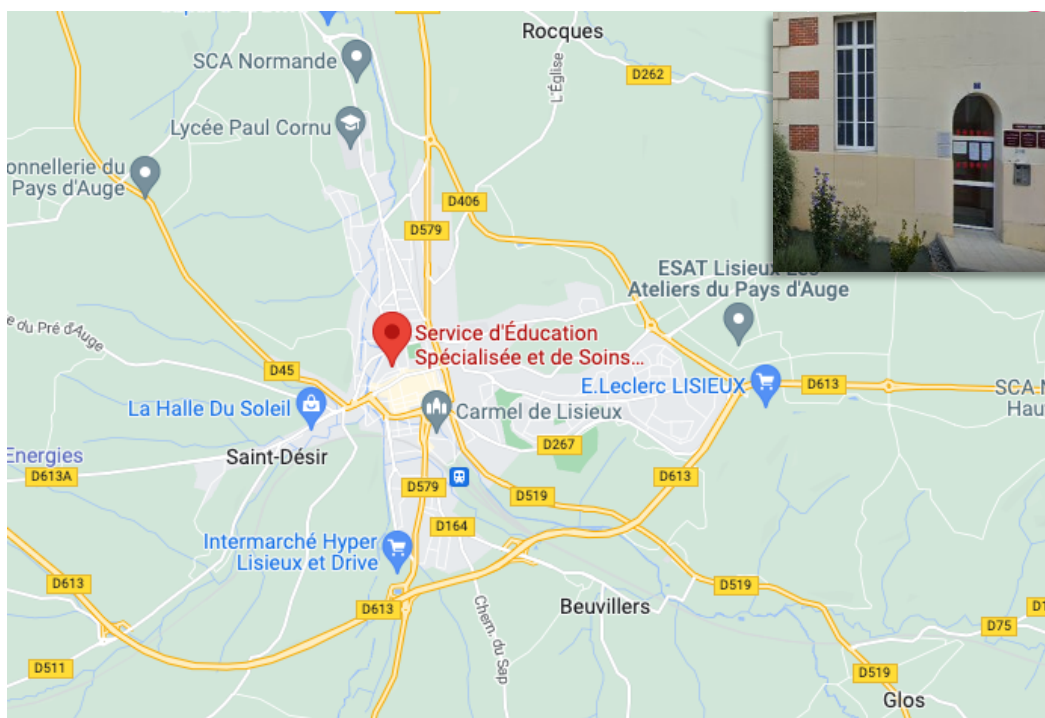 Rocques
SCA Normande
D262
L'Église
Lycée Paul Cornu
onnellerie du
Pays d'Auge
D406
D579
ESAT Lisieux Les
Ateliers du Pays d'Auge
e du Pré d'Auge
Service d'Éducation
Spécialisée et de Soins...
D45
E.Leclerc LISIEUX
D613
SCA N
Hau
La Halle Du Soleil
Carmel de Lisieux
D267
Energies
Saint-Désir
D613A
D613
D579
D519
D164
Intermarché Hyper
Lisieux et Drive
D613
D613
D519
Beuvillers
Chem. du Sap
D1
D75
D511
D519
Glos